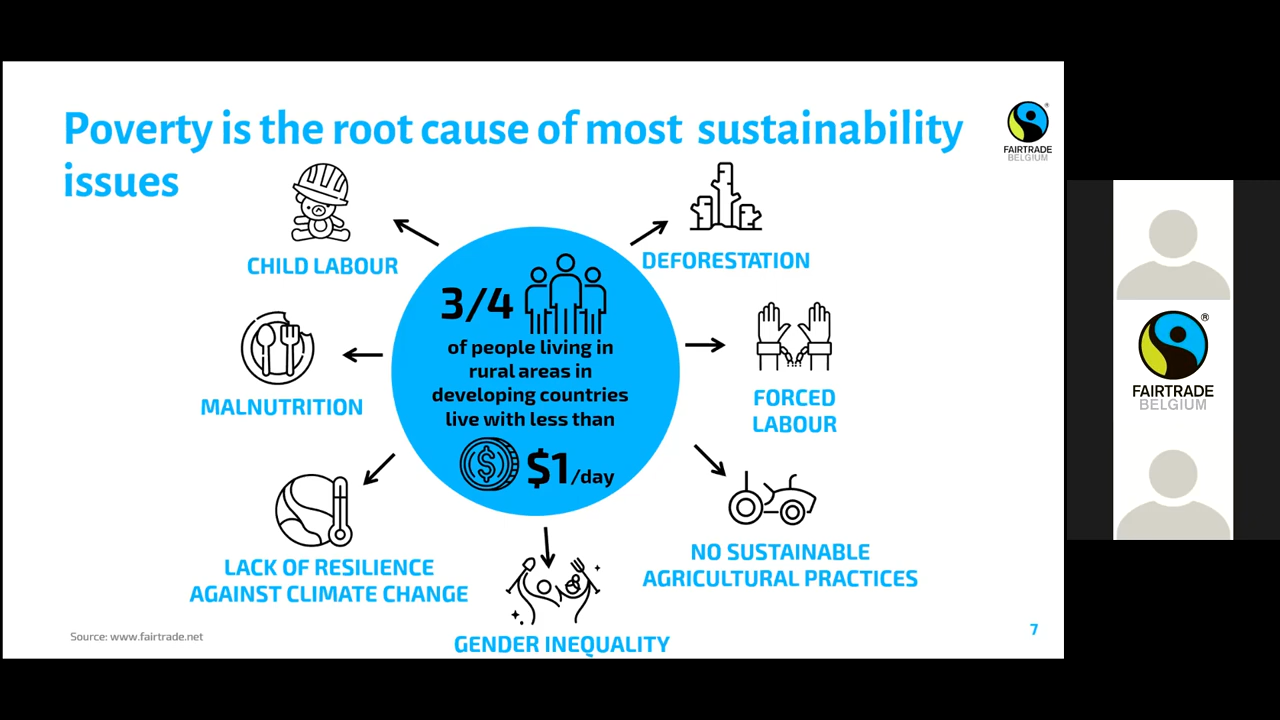 Poverty is the root cause of most sustainability
issues
FAIRTRADE
BELGIUM
CHILD LABOUR
DEFORESTATION
3/4
of people living in
rural areas in
developing countries
live with less than
$1/day
MALNUTRITION
FORCED
LABOUR
LACK OF RESILIENCE
AGAINST CLIMATE CHANGE
NO SUSTAINABLE
AGRICULTURAL PRACTICES
GENDER INEQUALITY
Source: www.fairtrade.net
7
®
FAIRTRADE
BELGIUM